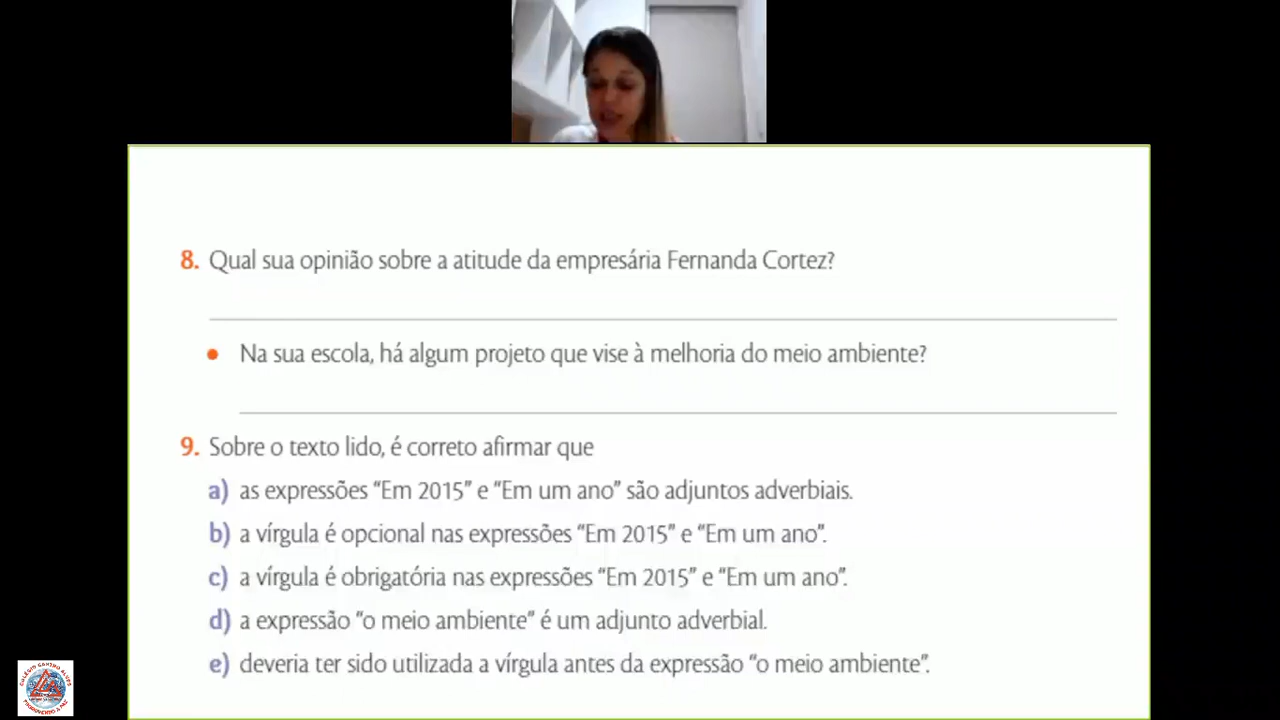 8. Qual sua opinião sobre a atitude da empresária Fernanda Cortez?
• Na sua escola, há algum projeto que vise à melhoria do meio ambiente?
9. Sobre o texto lido, é correto afirmar que
a) as expressões “Em 2015” e “Em um ano” são adjuntos adverbiais.
b) a vírgula é opcional nas expressões “Em 2015” e “Em um ano”.
c) a vírgula é obrigatória nas expressões “Em 2015” e “Em um ano”.
d) a expressão “o meio ambiente” é um adjunto adverbial.
e) deveria ter sido utilizada a vírgula antes da expressão “o meio ambiente”.